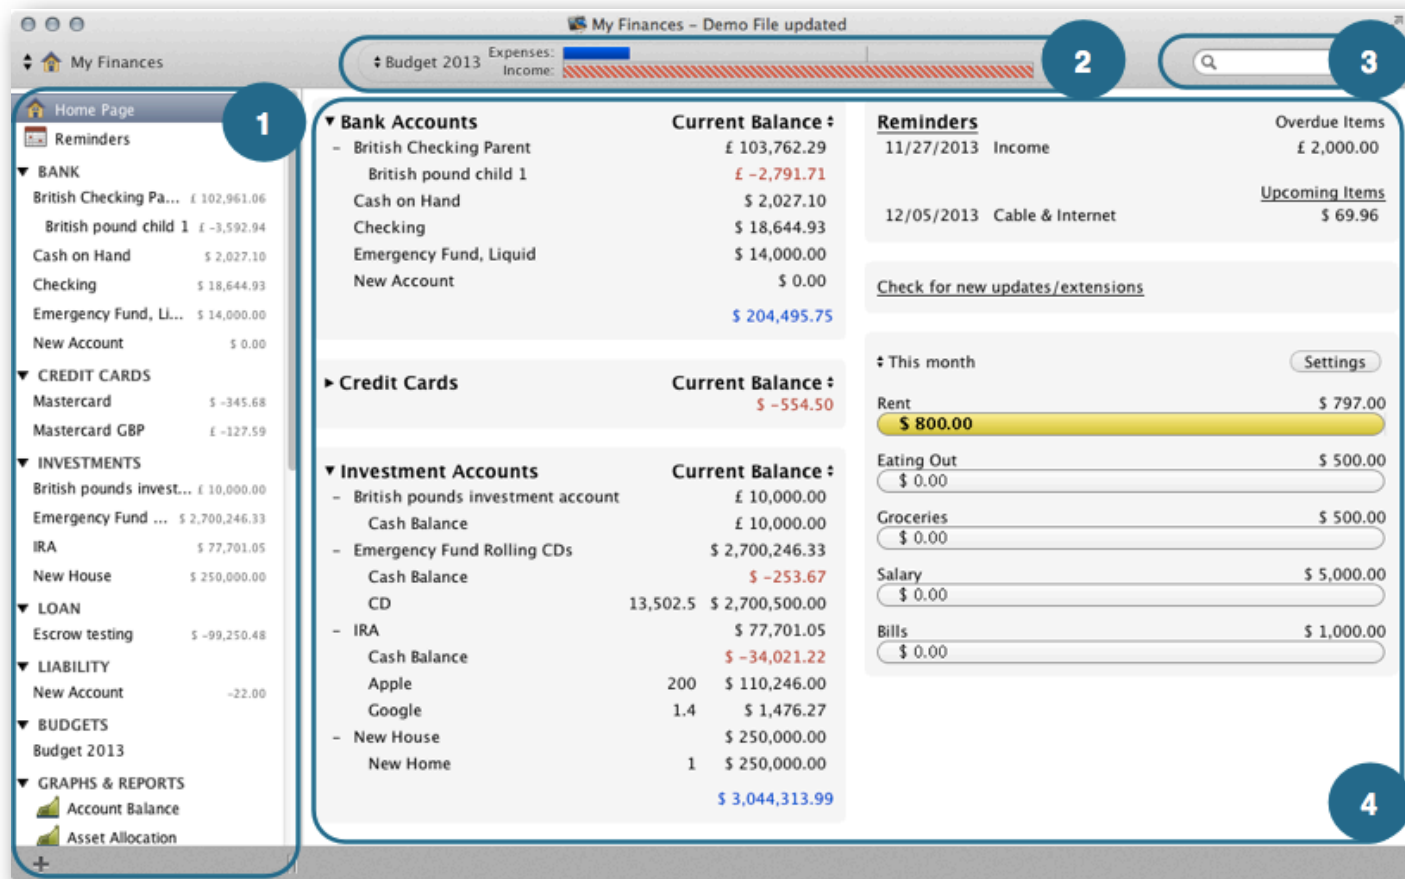 My Finances – Demo File updated
My Finances
Budget 2013
Expenses:
Income:
2
3
1
Home Page
Reminders
BANK
British Checking Pa... £ 102,961.06
British pound child 1 £ -3,592.94
Cash on Hand $ 2,027.10
Checking $ 18,644.93
Emergency Fund, Li... $ 14,000.00
New Account $ 0.00
CREDIT CARDS
Mastercard $ -345.68
Mastercard GBP £ -127.59
INVESTMENTS
British pounds invest... £ 10,000.00
Emergency Fund ... $ 2,700,246.33
IRA $ 77,701.05
New House $ 250,000.00
LOAN
Escrow testing $ -99,250.48
LIABILITY
New Account -22.00
BUDGETS
Budget 2013
GRAPHS & REPORTS
Account Balance
Asset Allocation
Bank Accounts Current Balance
– British Checking Parent £ 103,762.29
British pound child 1 £ -2,791.71
Cash on Hand $ 2,027.10
Checking $ 18,644.93
Emergency Fund, Liquid $ 14,000.00
New Account $ 0.00
$ 204,495.75
Credit Cards Current Balance
$ -554.50
Investment Accounts Current Balance
– British pounds investment account £ 10,000.00
Cash Balance £ 10,000.00
– Emergency Fund Rolling CDs $ 2,700,246.33
Cash Balance $ -253.67
CD 13,502.5 $ 2,700,500.00
– IRA $ 77,701.05
Cash Balance $ -34,021.22
Apple 200 $ 110,246.00
Google 1.4 $ 1,476.27
– New House $ 250,000.00
New Home 1 $ 250,000.00
$ 3,044,313.99
Reminders Overdue Items
11/27/2013 Income £ 2,000.00
Upcoming Items
12/05/2013 Cable & Internet $ 69.96
Check for new updates/extensions
This month Settings
Rent $ 797.00
$ 800.00
Eating Out $ 500.00
$ 0.00
Groceries $ 500.00
$ 0.00
Salary $ 5,000.00
$ 0.00
Bills $ 1,000.00
$ 0.00
4